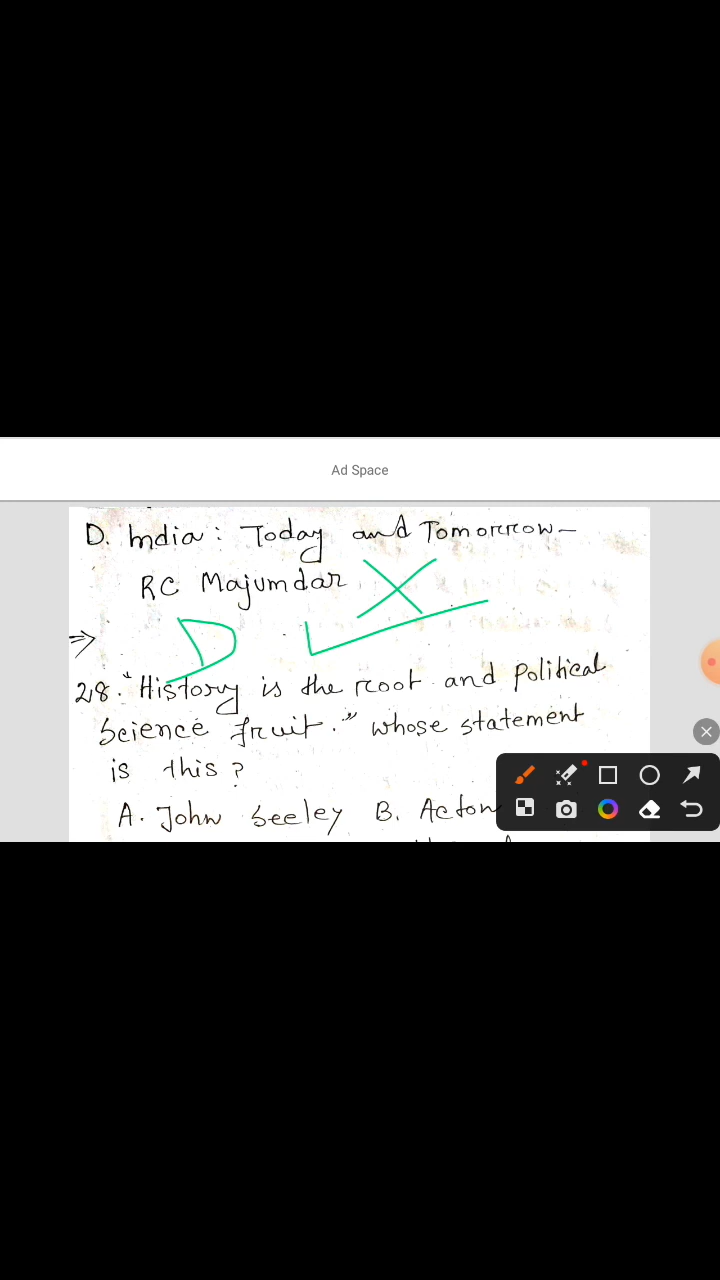 Ad Space
D. India : Today and Tomorrow-
RC Majumdar X
⇒ D
28. "History is the root and political
Science fruit." whose statement
is this ?
A. John Seeley B. Acton